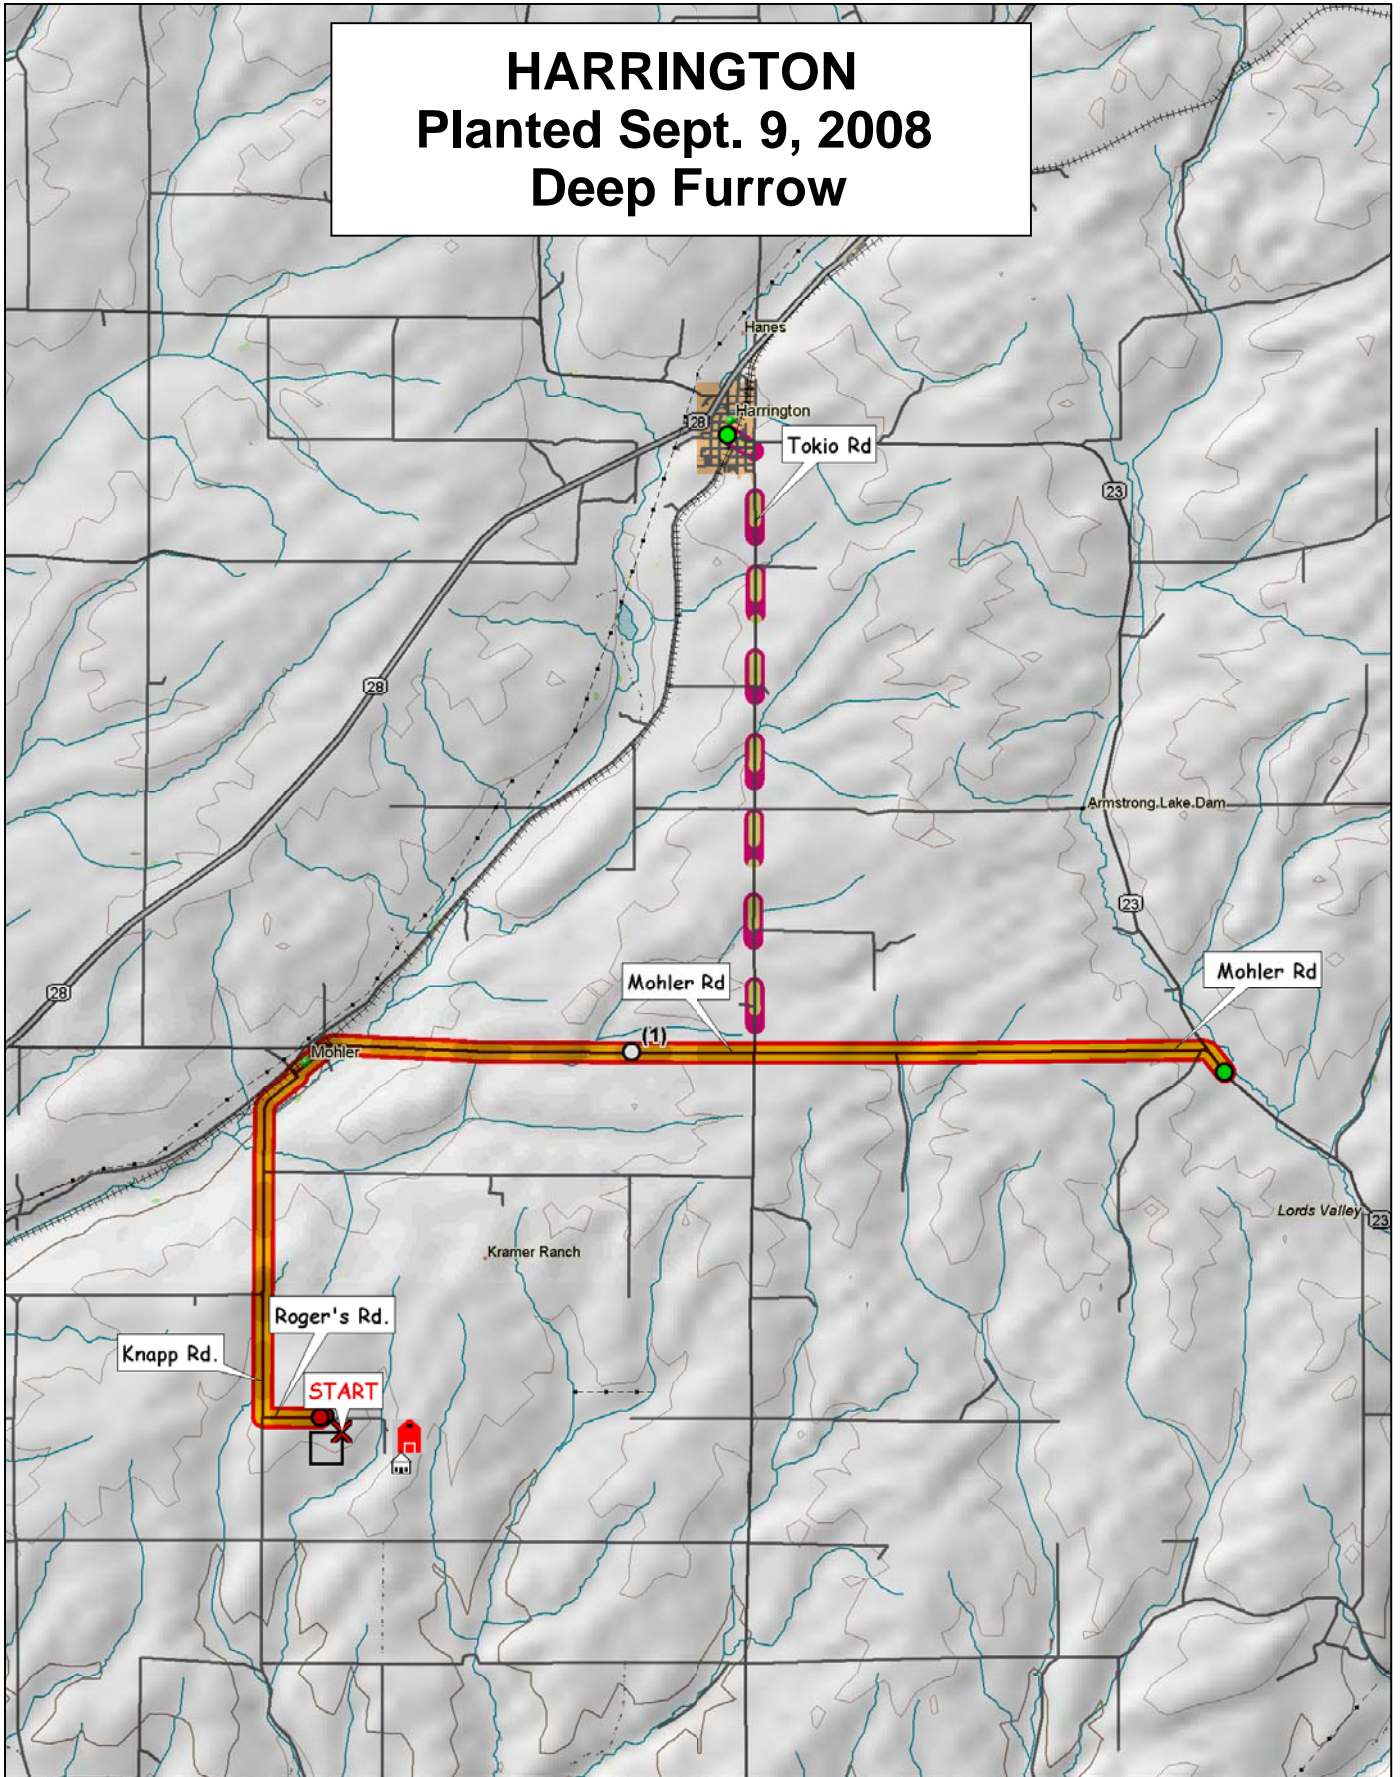 HARRINGTON
Planted Sept. 9, 2008
Deep Furrow
Hanes
Harrington
28
Tokio Rd
23
28
Armstrong Lake Dam
23
Mohler Rd
Mohler Rd
28
(1)
Mohler
Lords Valley
23
Kramer Ranch
Roger's Rd.
Knapp Rd.
START